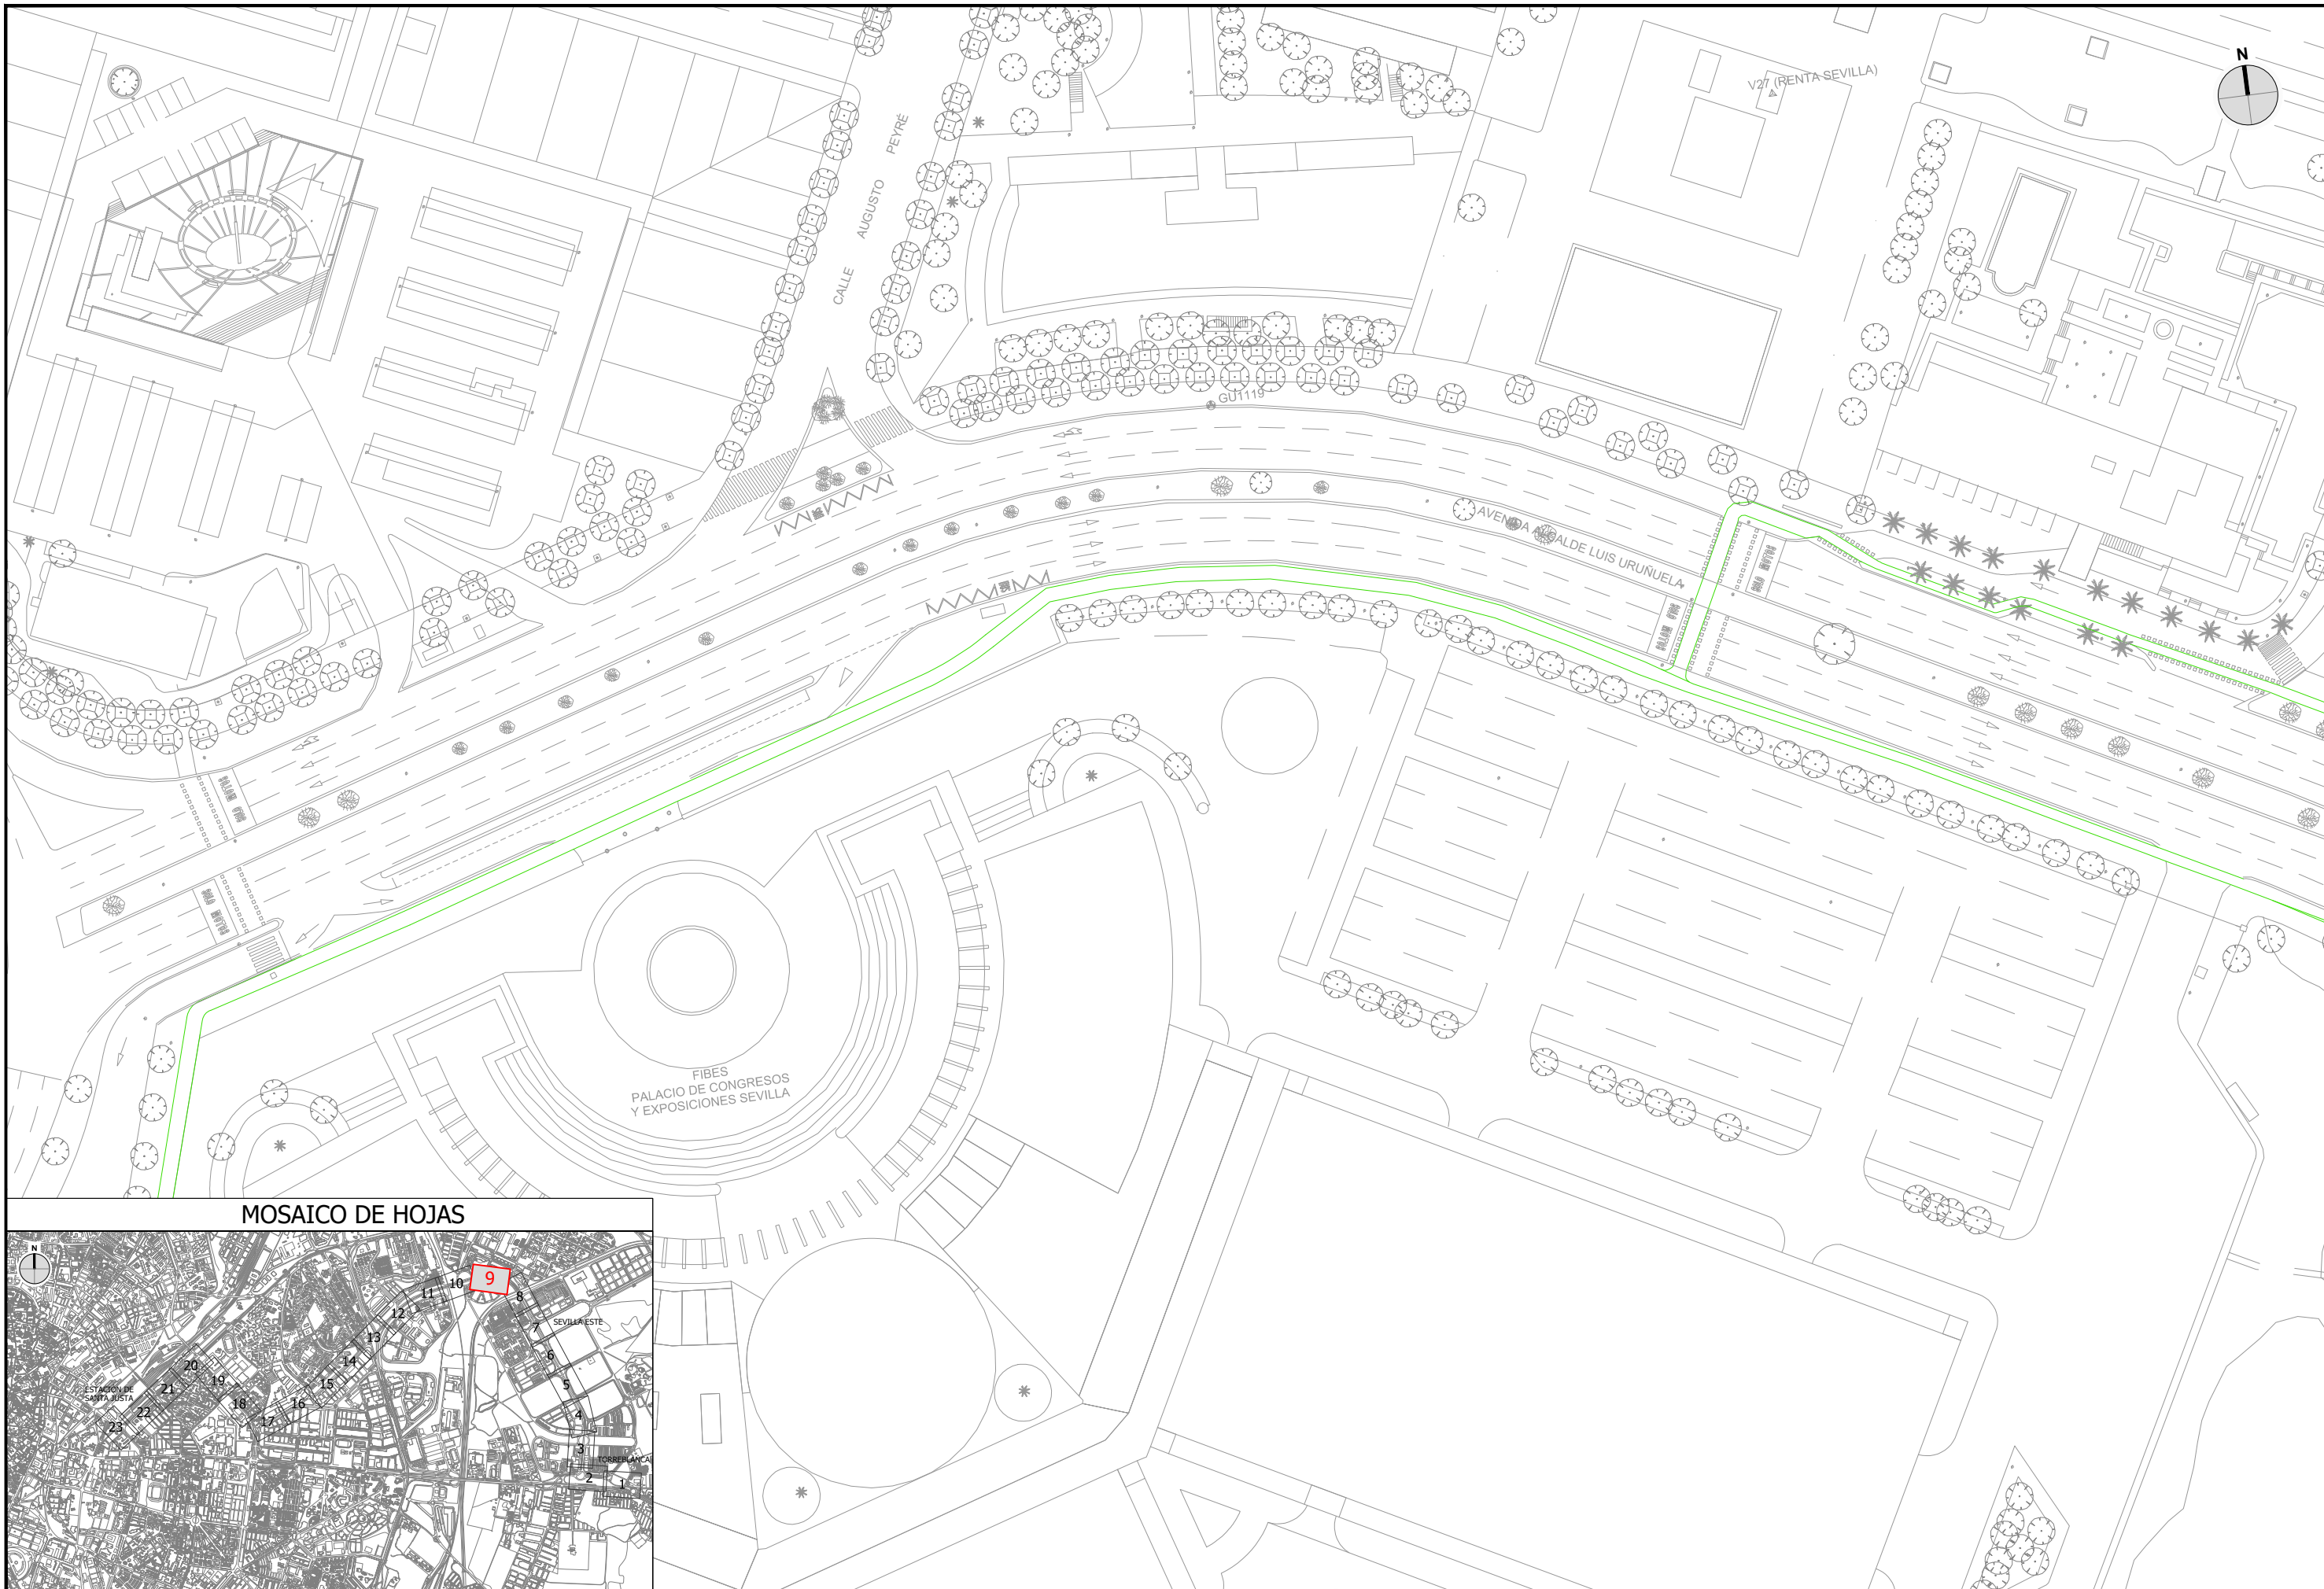 N
V27 (RENTA SEVILLA)
CALLE AUGUSTO PEYRÉ
GU1119
AVENIDA ALCALDE LUIS URUÑUELA
FIBES
PALACIO DE CONGRESOS
Y EXPOSICIONES SEVILLA
MOSAICO DE HOJAS
N
9
10
8
11
12
SEVILLA ESTE
7
13
6
14
20
5
19
15
21
ESTACIÓN DE
SANTA JUSTA
18
16
4
22
17
23
3
TORREBLANCA
2
1